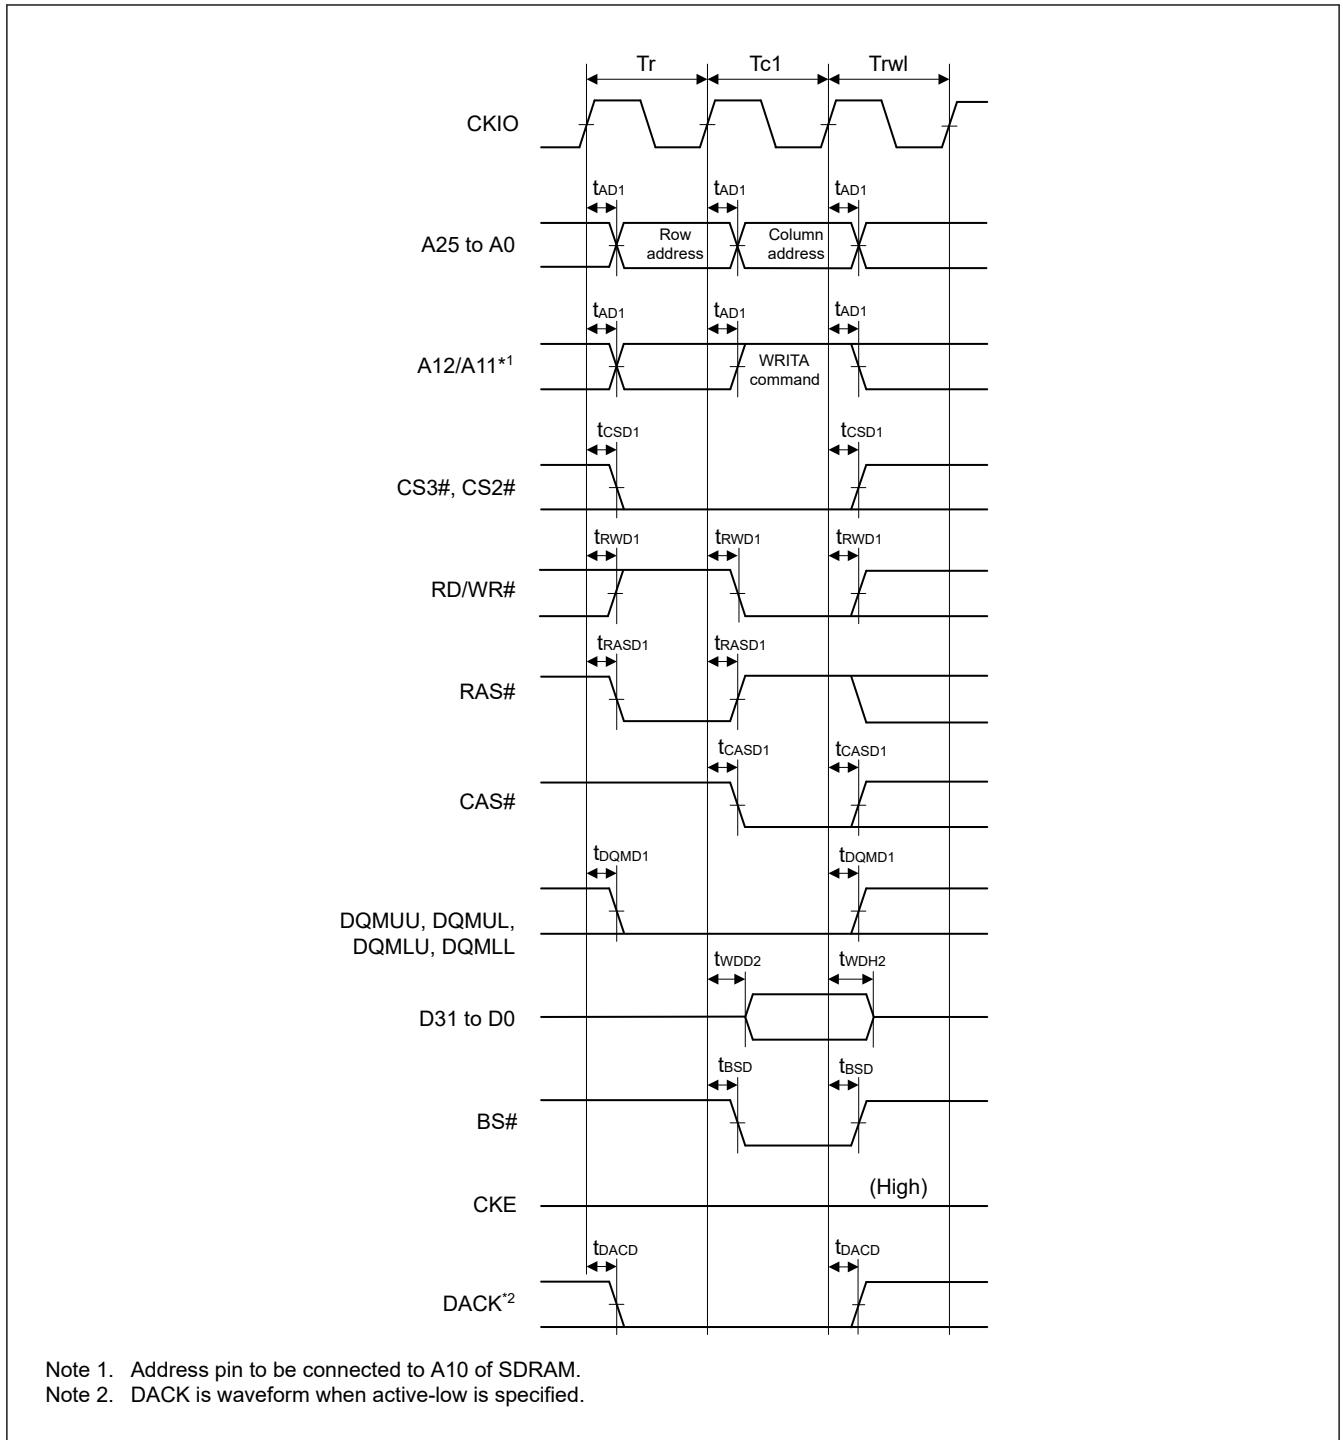 Tr Tc1 Trwl
CKIO
tAD1 tAD1 tAD1
A25 to A0
Row
address
Column
address
tAD1 tAD1 tAD1
A12/A11*1
WRITA
command
tCSD1 tCSD1
CS3#, CS2#
tRWD1 tRWD1 tRWD1
RD/WR#
tRASD1 tRASD1
RAS#
tCASD1 tCASD1
CAS#
tDQMD1 tDQMD1
DQMUU, DQMUL,
DQMLU, DQMLL
tWDD2 tWDH2
D31 to D0
tBSD tBSD
BS#
(High)
CKE
tDACD tDACD
DACK*2
Note 1. Address pin to be connected to A10 of SDRAM.
Note 2. DACK is waveform when active-low is specified.